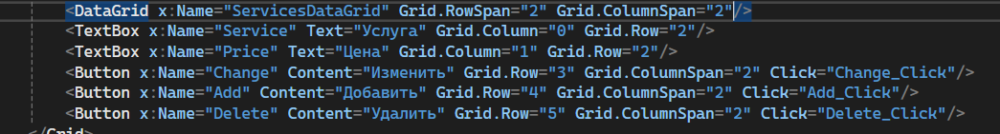 <DataGrid x:Name="ServicesDataGrid" Grid.RowSpan="2" Grid.ColumnSpan="2"/>
<TextBox x:Name="Service" Text="Услуга" Grid.Column="0" Grid.Row="2"/>
<TextBox x:Name="Price" Text="Цена" Grid.Column="1" Grid.Row="2"/>
<Button x:Name="Change" Content="Изменить" Grid.Row="3" Grid.ColumnSpan="2" Click="Change_Click"/>
<Button x:Name="Add" Content="Добавить" Grid.Row="4" Grid.ColumnSpan="2" Click="Add_Click"/>
<Button x:Name="Delete" Content="Удалить" Grid.Row="5" Grid.ColumnSpan="2" Click="Delete_Click"/>
</Grid>